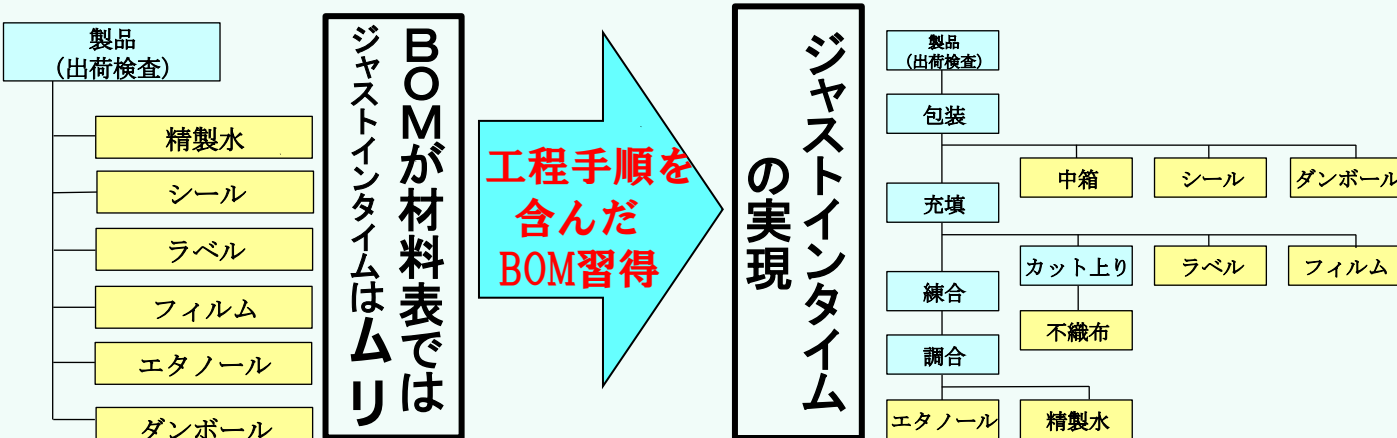 製品
(出荷検査)
精製水
シール
ラベル
フィルム
エタノール
ダンボール
BOMが材料表では
ジャストインタイムはムリ
工程手順を
含んだ
BOM習得
ジャストインタイム
の実現
製品
(出荷検査)
包装
中箱
シール
ダンボール
充填
カット上り
ラベル
フィルム
練合
不織布
調合
エタノール
精製水